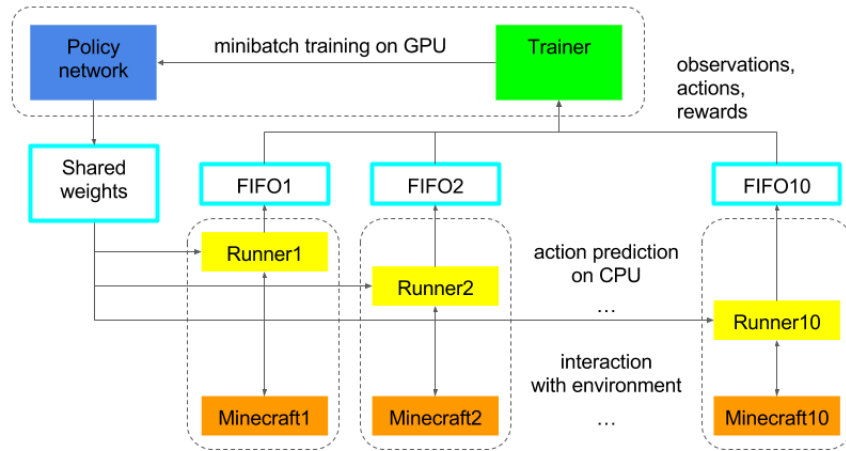 Policy
network
minibatch training on GPU
Trainer
observations,
actions,
rewards
Shared
weights
FIFO1
FIFO2
FIFO10
Runner1
action prediction
on CPU
Runner2
...
Runner10
interaction
with environment
Minecraft1
Minecraft2
...
Minecraft10